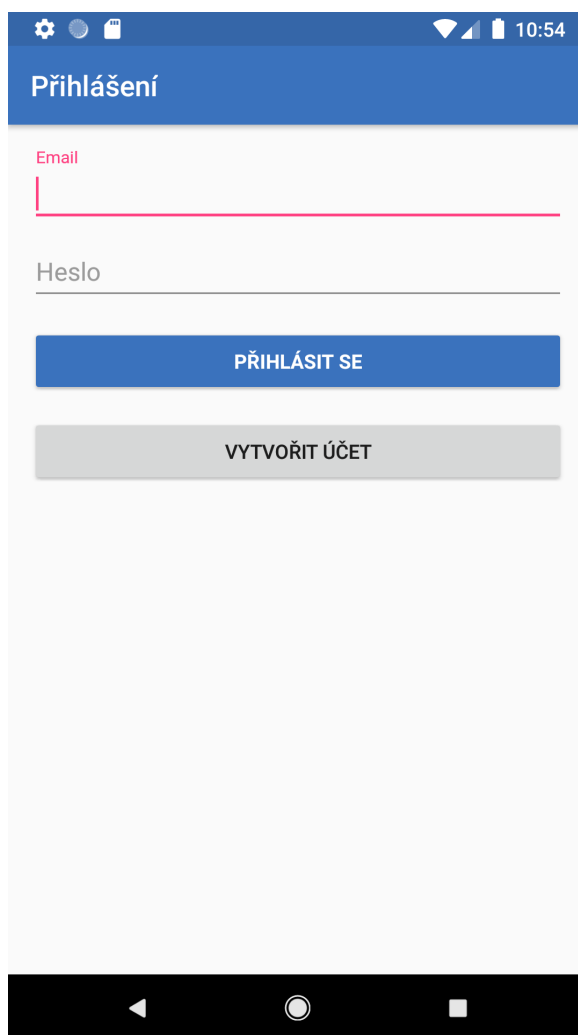 10:54
Přihlášení
Email
Heslo
PŘIHLÁSIT SE
VYTVOŘIT ÚČET